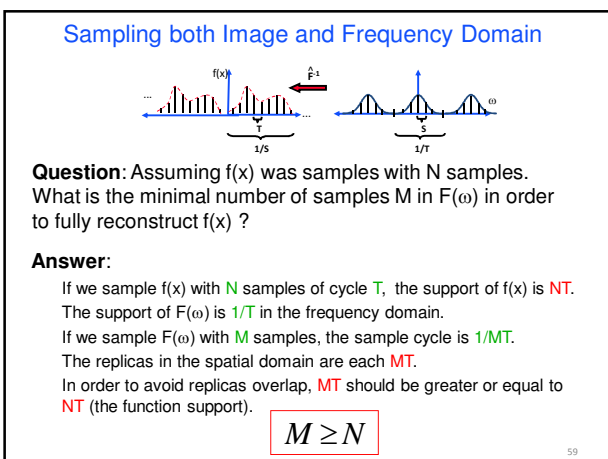 Sampling both Image and Frequency Domain
f(x)
F̂-1
...
...
ω
T
S
1/S
1/T
Question: Assuming f(x) was samples with N samples.
What is the minimal number of samples M in F(ω) in order
to fully reconstruct f(x) ?
Answer:
If we sample f(x) with N samples of cycle T, the support of f(x) is NT.
The support of F(ω) is 1/T in the frequency domain.
If we sample F(ω) with M samples, the sample cycle is 1/MT.
The replicas in the spatial domain are each MT.
In order to avoid replicas overlap, MT should be greater or equal to
NT (the function support).
M ≥ N
59